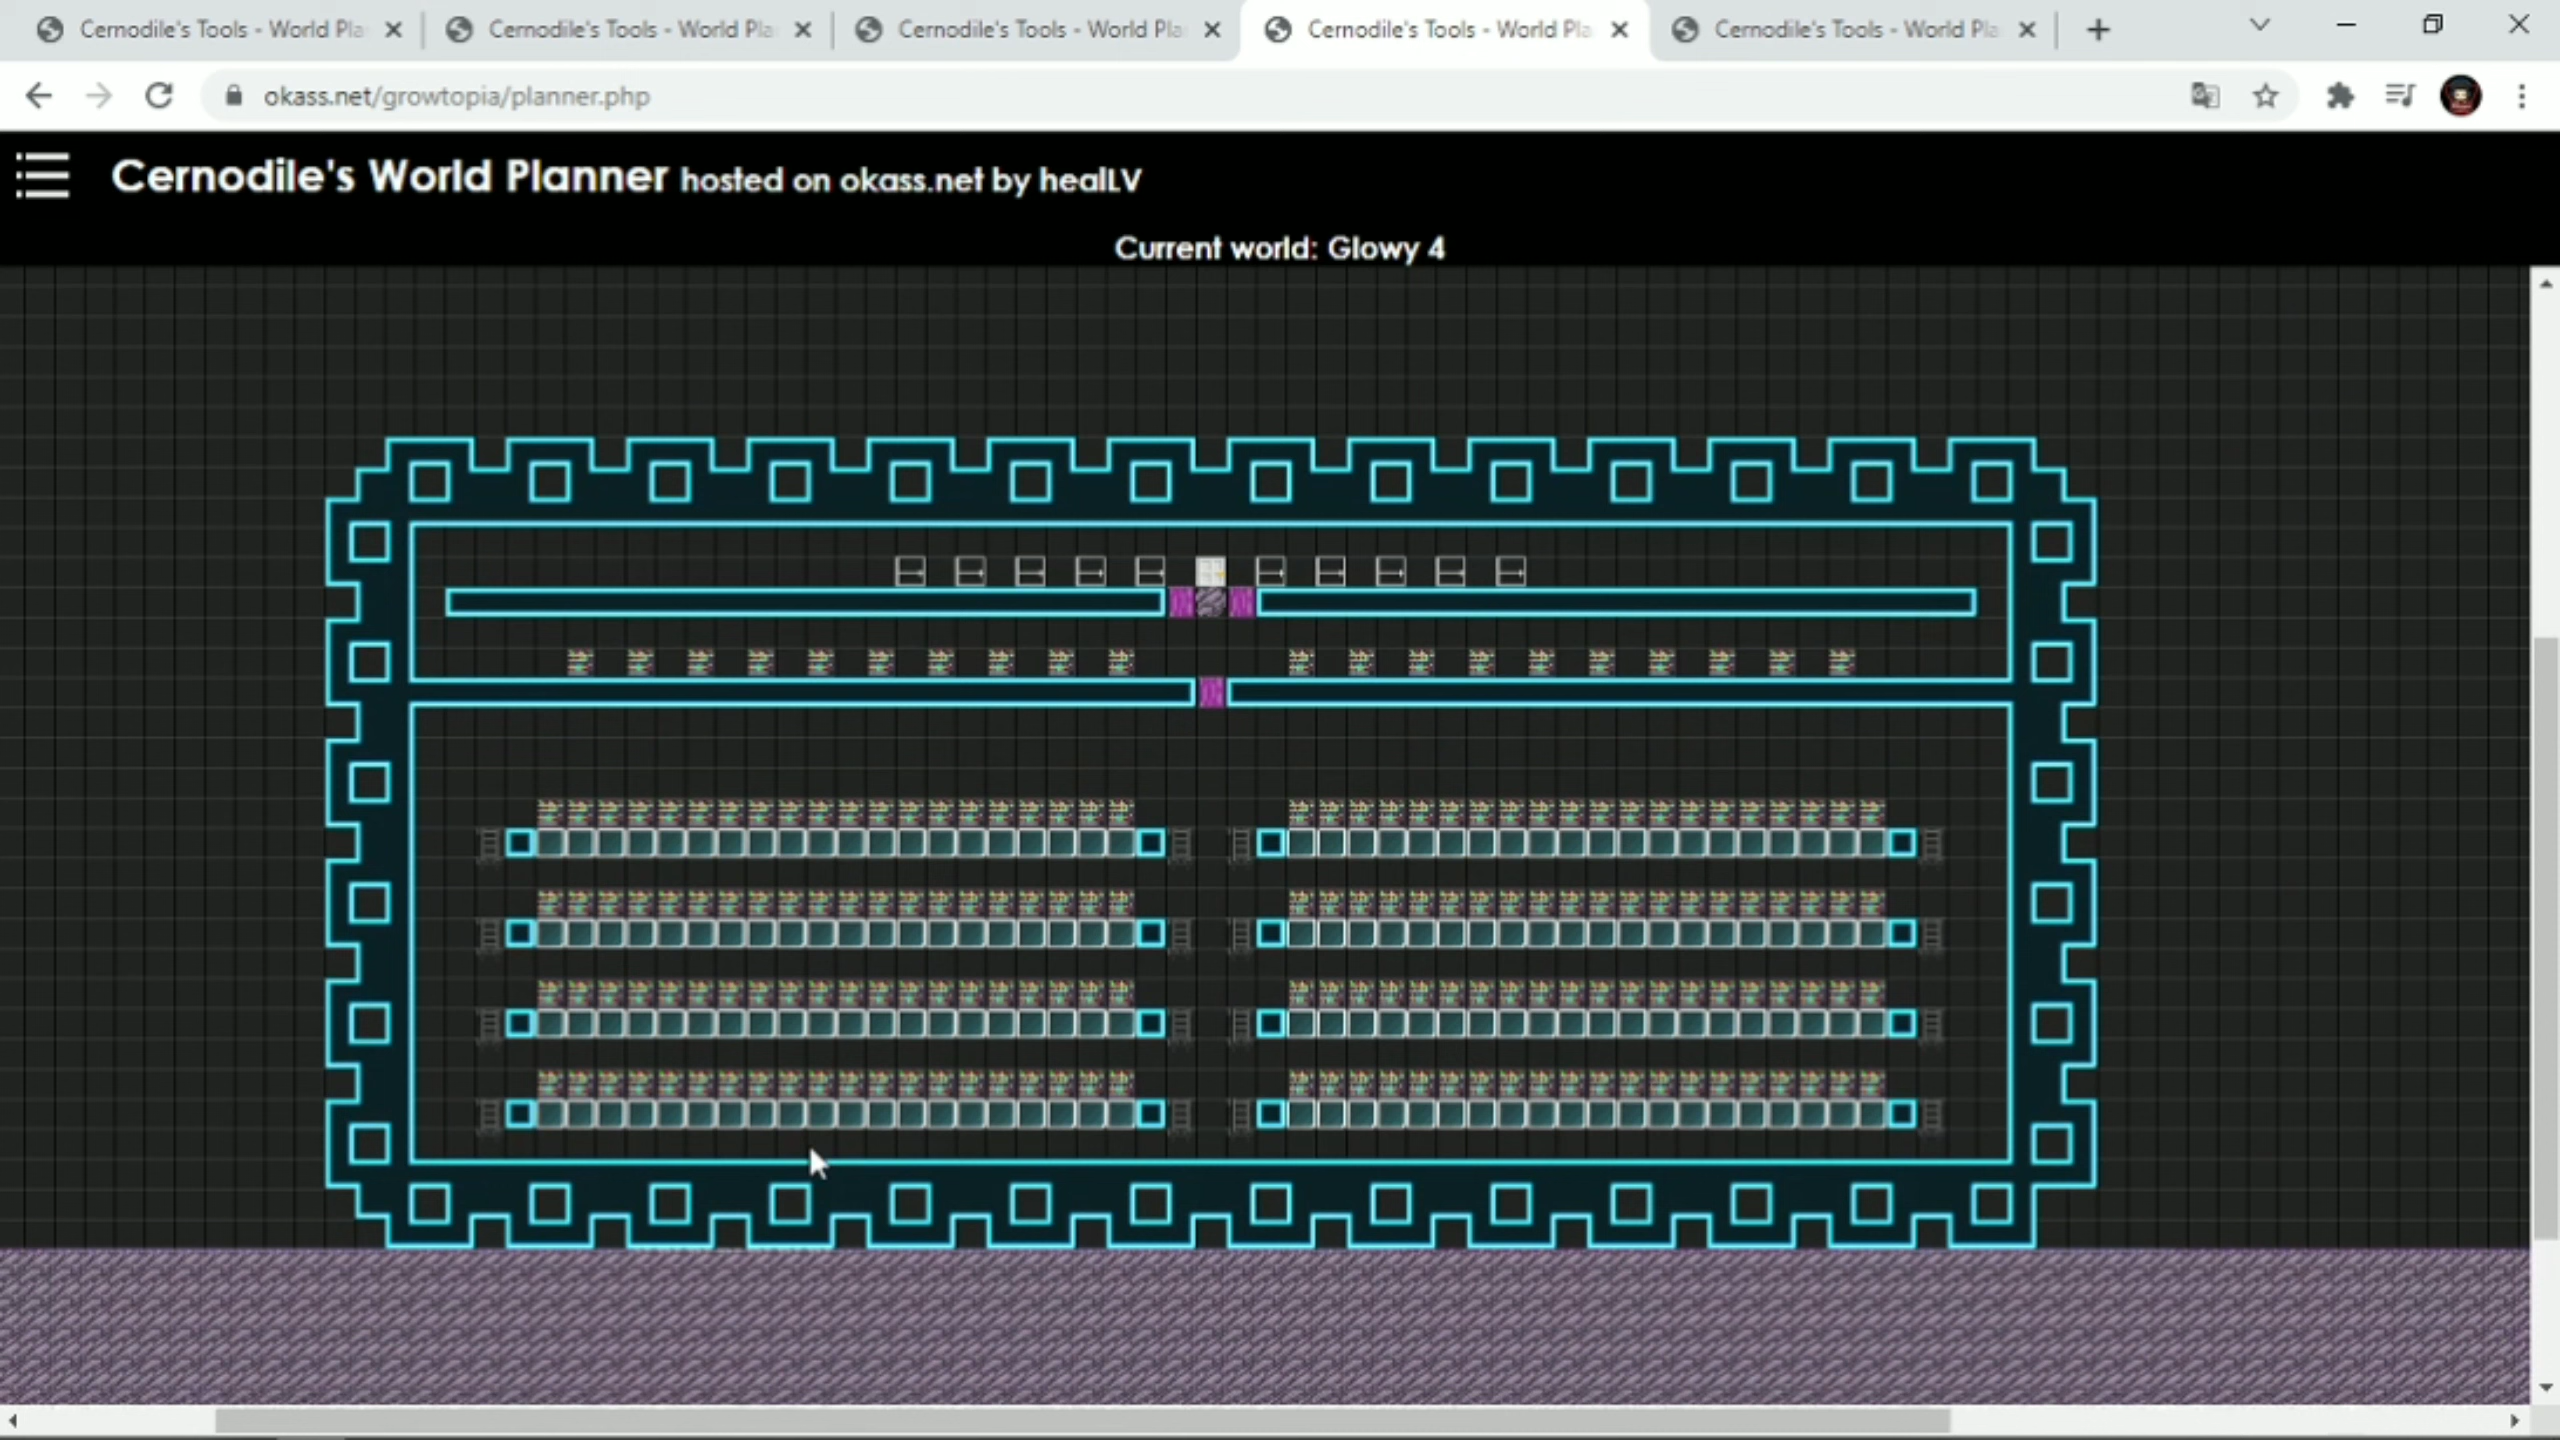 Cernodile's Tools - World Pla
Cernodile's Tools - World Pla
Cernodile's Tools - World Pla
Cernodile's Tools - World Pla
Cernodile's Tools - World Pla
okass.net/growtopia/planner.php
Cernodile's World Planner hosted on okass.net by healLV
Current world: Glowy 4